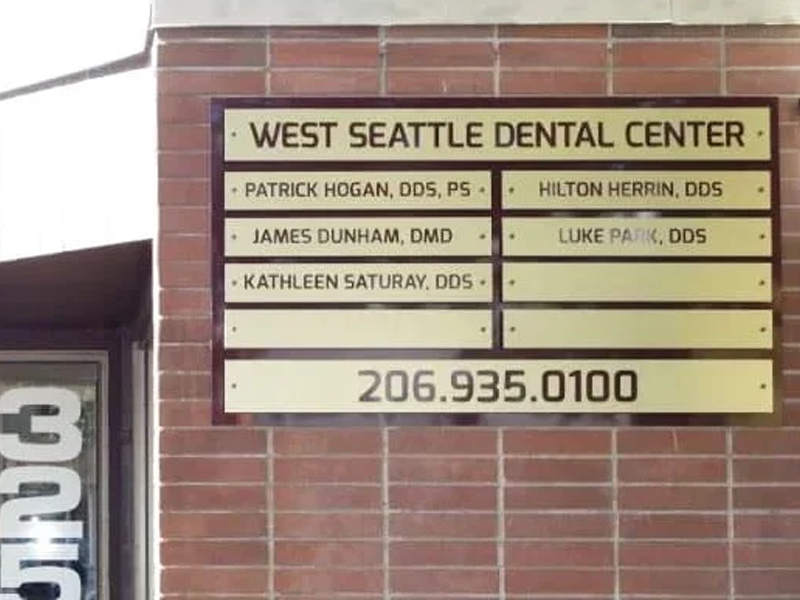 WEST SEATTLE DENTAL CENTER
PATRICK HOGAN, DDS, PS
HILTON HERRIN, DDS
JAMES DUNHAM, DMD
LUKE PARK, DDS
KATHLEEN SATURAY, DDS
206.935.0100
325